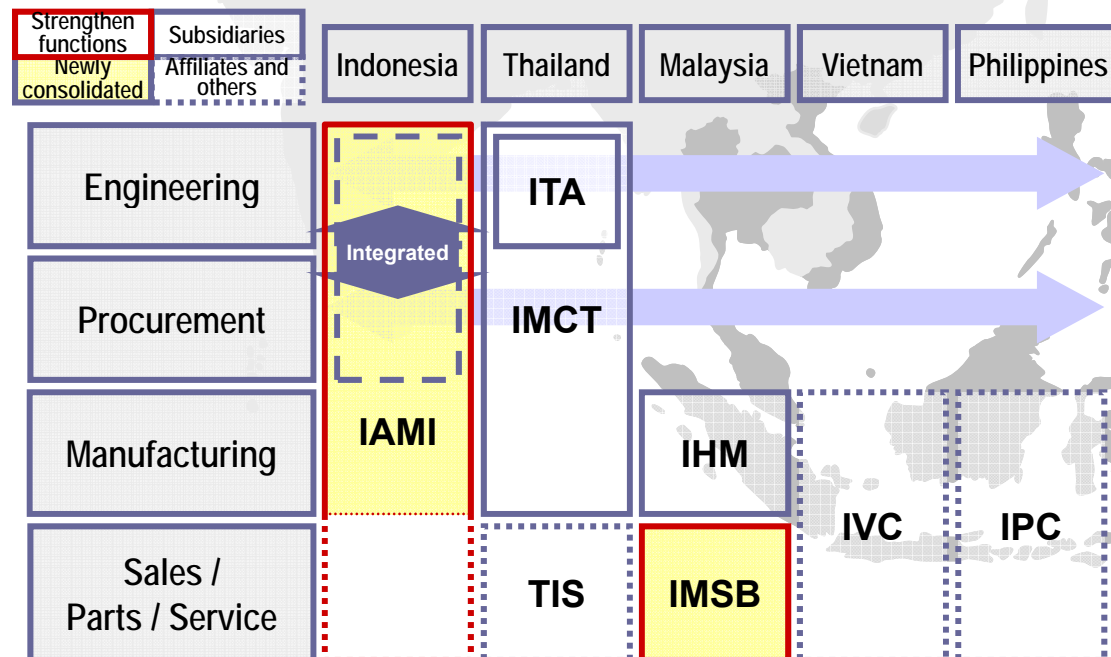 Strengthen
functions
Subsidiaries
Newly
consolidated
Affiliates and
others
Indonesia
Thailand
Malaysia
Vietnam
Philippines
Engineering
ITA
Integrated
Procurement
IMCT
Manufacturing
IAMI
IHM
IVC
IPC
Sales /
Parts / Service
TIS
IMSB